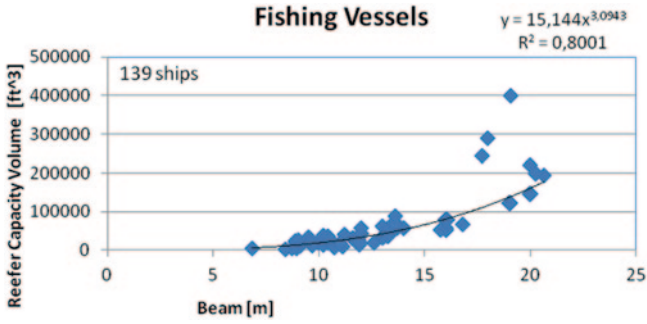 Fishing Vessels
y = 15,144x^3,0943
R² = 0,8001
139 ships
Reefer Capacity Volume [ft^3]
500000
400000
300000
200000
100000
0
0 5 10 15 20 25
Beam [m]